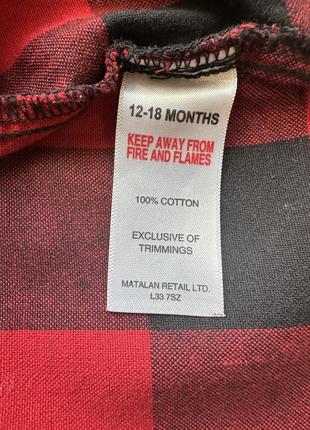 12-18 MONTHS
KEEP AWAY FROM
FIRE AND FLAMES
100% COTTON
EXCLUSIVE OF
TRIMMINGS
MATALAN RETAIL LTD.
L33 7SZ